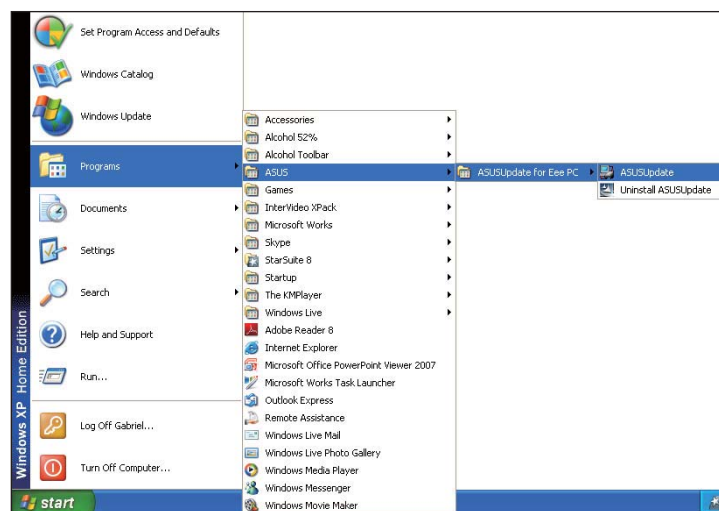 Set Program Access and Defaults
Windows Catalog
Windows Update
Programs
Documents
Settings
Search
Help and Support
Run...
Log Off Gabriel...
Turn Off Computer...
Windows XP Home Edition
start
Accessories
Alcohol 52%
Alcohol Toolbar
ASUS
Games
InterVideo XPack
Microsoft Works
Skype
StarSuite 8
Startup
The KMPlayer
Windows Live
Adobe Reader 8
Internet Explorer
Microsoft Office PowerPoint Viewer 2007
Microsoft Works Task Launcher
Outlook Express
Remote Assistance
Windows Live Mail
Windows Live Photo Gallery
Windows Media Player
Windows Messenger
Windows Movie Maker
ASUSUpdate for Eee PC
ASUSUpdate
Uninstall ASUSUpdate